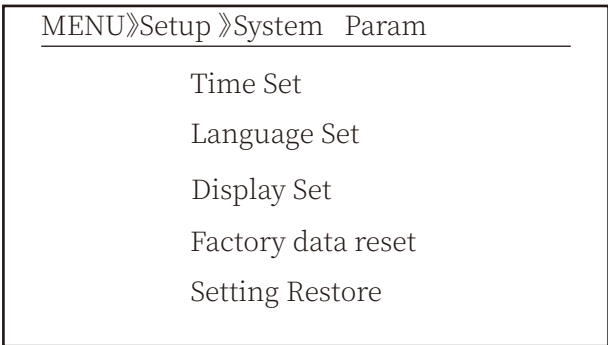 MENU》Setup 》System Param
Time Set
Language Set
Display Set
Factory data reset
Setting Restore